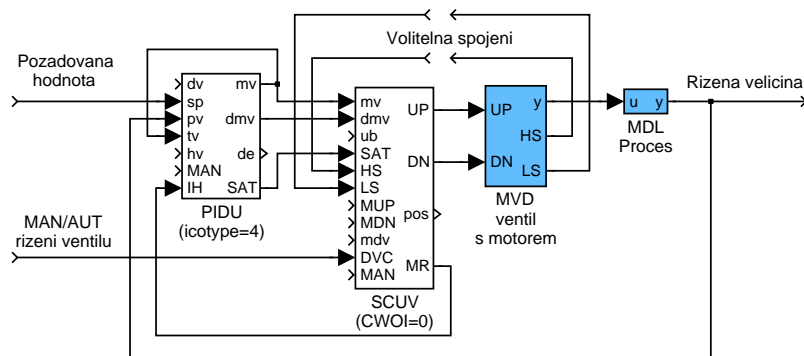 Volitelna spojeni
Pozadovana
hodnota
MAN/AUT
rizeni ventilu
dv
sp
pv
tv
hv
MAN
IH
mv
dmv
de
SAT
PIDU
(icotype=4)
mv
dmv
ub
SAT
HS
LS
MUP
MDN
mdv
DVC
MAN
UP
DN
pos
MR
SCUV
(CWOI=0)
UP
DN
y
HS
LS
MVD
ventil
s motorem
u
y
MDL
Proces
Rizena velicina